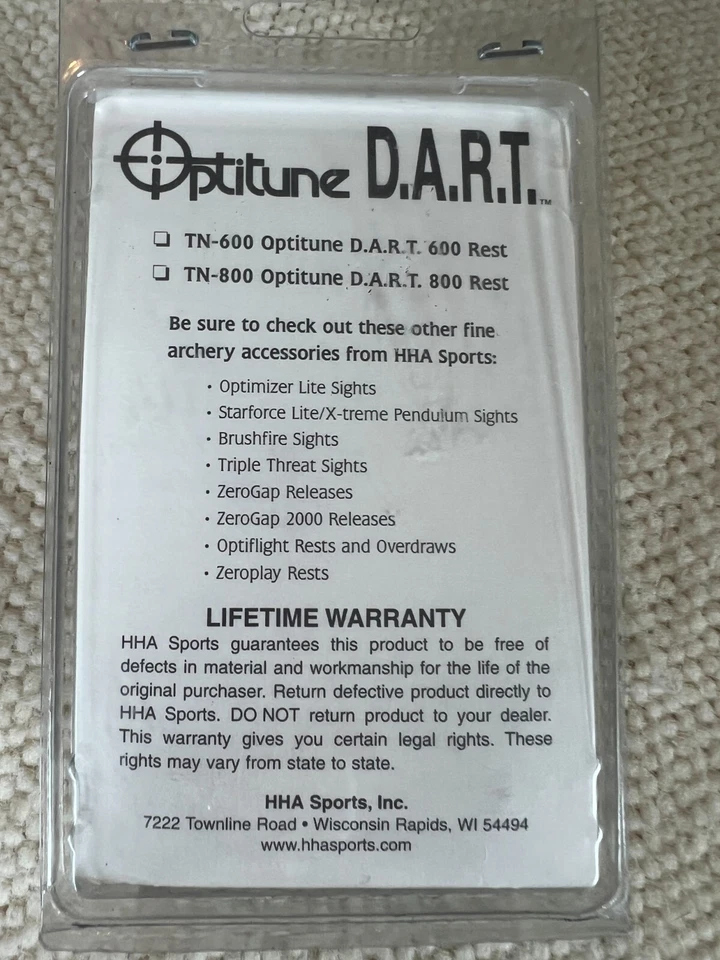 Optitune D.A.R.T.™
❏ TN-600 Optitune D.A.R.T. 600 Rest
❏ TN-800 Optitune D.A.R.T. 800 Rest
Be sure to check out these other fine
archery accessories from HHA Sports:
• Optimizer Lite Sights
• Starforce Lite/X-treme Pendulum Sights
• Brushfire Sights
• Triple Threat Sights
• ZeroGap Releases
• ZeroGap 2000 Releases
• Optiflight Rests and Overdraws
• Zeroplay Rests
LIFETIME WARRANTY
HHA Sports guarantees this product to be free of
defects in material and workmanship for the life of the
original purchaser. Return defective product directly to
HHA Sports. DO NOT return product to your dealer.
This warranty gives you certain legal rights. These
rights may vary from state to state.
HHA Sports, Inc.
7222 Townline Road • Wisconsin Rapids, WI 54494
www.hhasports.com